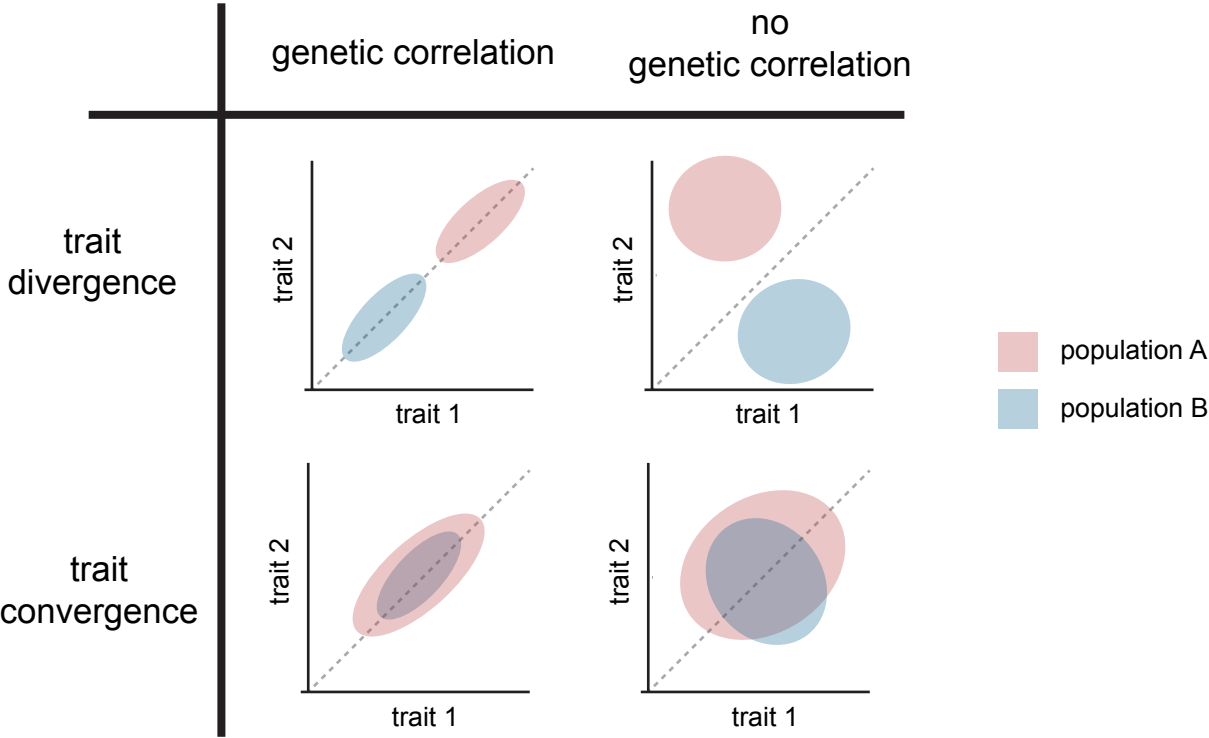 genetic correlation
no
genetic correlation
trait
divergence
trait 2
trait 1
trait 2
trait 1
population A
population B
trait
convergence
trait 2
trait 1
trait 2
trait 1